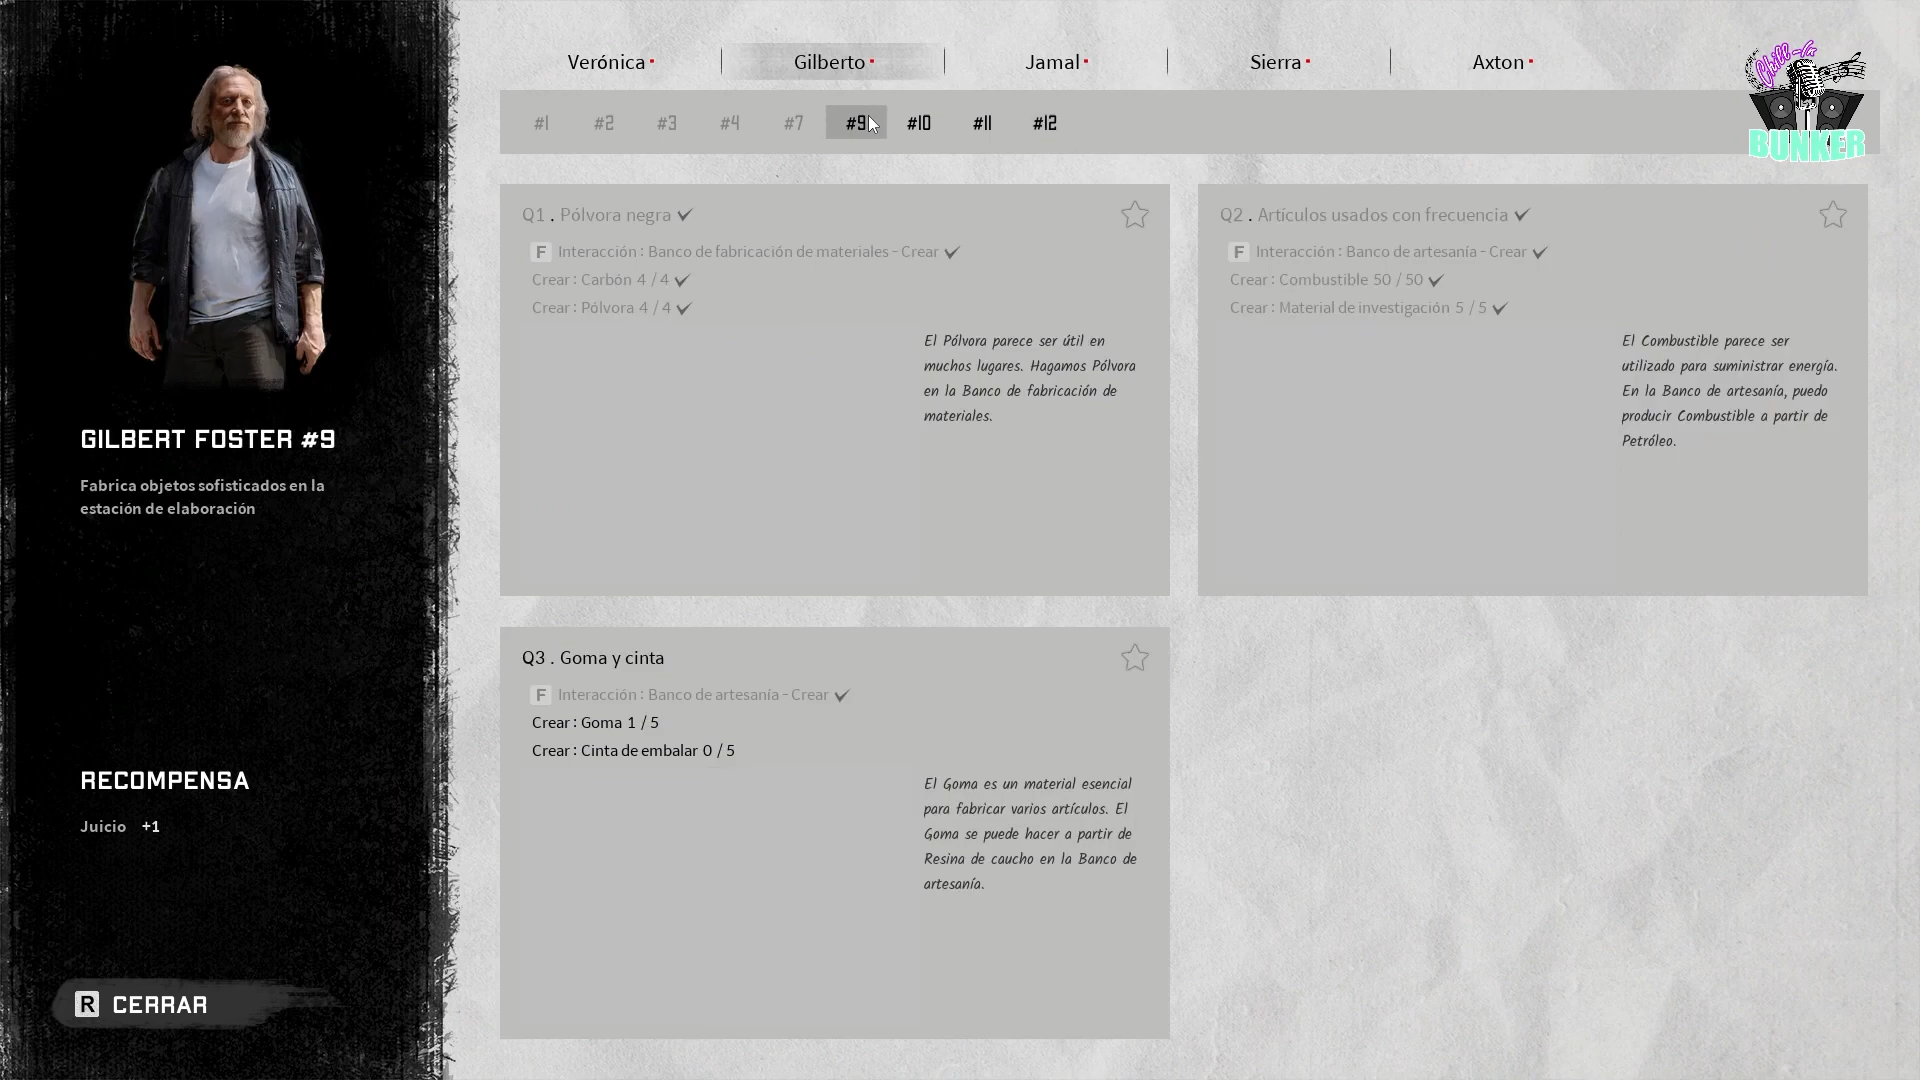 Verónica
Gilberto
Jamal
Sierra
Axton
Chill-Ga
BUNKER
#1
#2
#3
#4
#7
#9
#10
#11
#12
GILBERT FOSTER #9
Fabrica objetos sofisticados en la
estación de elaboración
RECOMPENSA
Juicio +1
R CERRAR
Q1 . Pólvora negra
F Interacción : Banco de fabricación de materiales - Crear
Crear : Carbón 4 / 4
Crear : Pólvora 4 / 4
El Pólvora parece ser útil en
muchos lugares. Hagamos Pólvora
en la Banco de fabricación de
materiales.
Q2 . Artículos usados con frecuencia
F Interacción : Banco de artesanía - Crear
Crear : Combustible 50 / 50
Crear : Material de investigación 5 / 5
El Combustible parece ser
utilizado para suministrar energía.
En la Banco de artesanía, puedo
producir Combustible a partir de
Petróleo.
Q3 . Goma y cinta
F Interacción : Banco de artesanía - Crear
Crear : Goma 1 / 5
Crear : Cinta de embalar 0 / 5
El Goma es un material esencial
para fabricar varios artículos. El
Goma se puede hacer a partir de
Resina de caucho en la Banco de
artesanía.